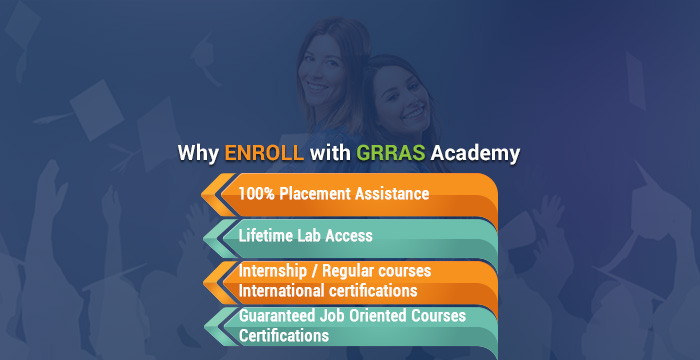 Why ENROLL with GRRAS Academy
100% Placement Assistance
Lifetime Lab Access
Internship / Regular courses
International certifications
Guaranteed Job Oriented Courses
Certifications